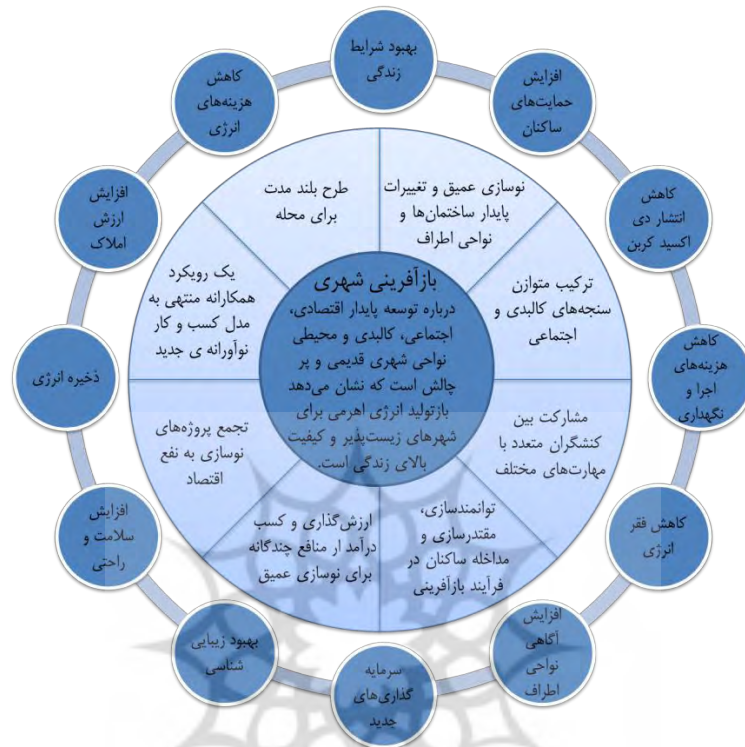 بهبود شرایط
زندگی
افزایش
حمایت‌های
ساکنان
کاهش
انتشار دی
اکسید کربن
کاهش
هزینه‌های
اجرا و
نگهداری
کاهش فقر
انرژی
افزایش
آگاهی
نواحی
اطراف
سرمایه
گذاری‌های
جدید
بهبود زیبایی
شناسی
افزایش
سلامت و
راحتی
ذخیره انرژی
افزایش
ارزش
املاک
کاهش
هزینه‌های
انرژی
نوسازی عمیق و تغییرات
پایدار ساختمان‌ها و
نواحی اطراف
ترکیب متوازن
سنجه‌های کالبدی و
اجتماعی
مشارکت بین
کنشگران متعدد با
مهارت‌های مختلف
توانمندسازی،
مقتدرسازی و
مداخله ساکنان در
فرآیند بازآفرینی
ارزش‌گذاری و کسب
درآمد ار منافع چندگانه
برای نوسازی عمیق
تجمع پروژه‌های
نوسازی به نفع
اقتصاد
یک رویکرد
همکارانه منتهی به
مدل کسب و کار
نوآورانه ی جدید
طرح بلند مدت
برای محله
بازآفرینی شهری
درباره توسعه پایدار اقتصادی،
اجتماعی، کالبدی و محیطی
نواحی شهری قدیمی و پر
چالش است که نشان می‌دهد
بازتولید انرژی اهرمی برای
شهرهای زیست‌پذیر و کیفیت
بالای زندگی است.